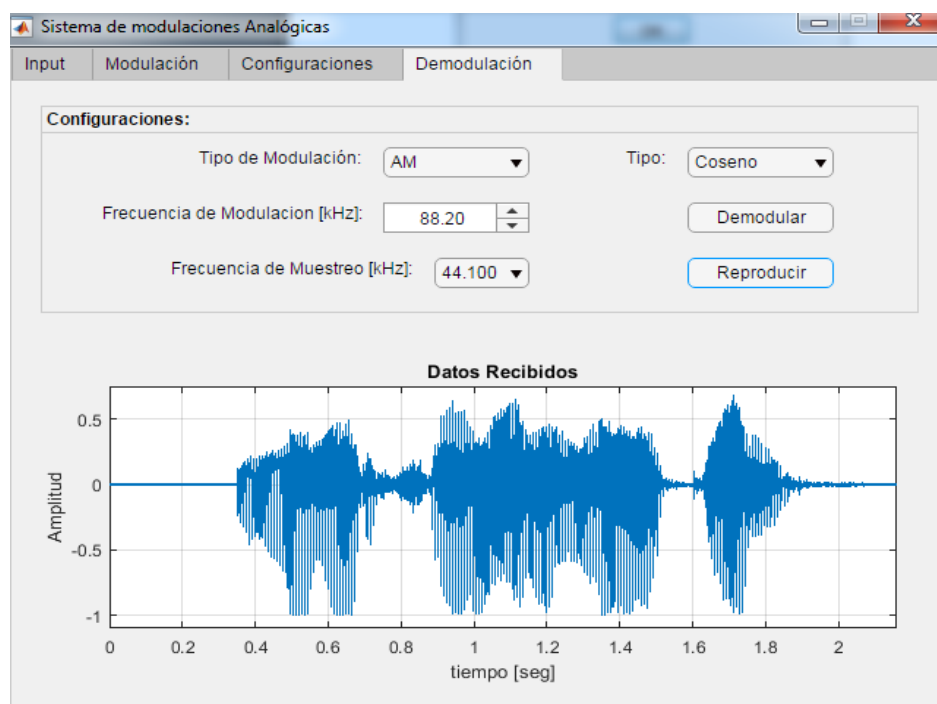 Sistema de modulaciones Analógicas
Input Modulación Configuraciones Demodulación
Configuraciones:
Tipo de Modulación: AM Tipo: Coseno
Frecuencia de Modulacion [kHz]: 88.20 Demodular
Frecuencia de Muestreo [kHz]: 44.100 Reproducir
Datos Recibidos
0.5
0
-0.5
-1
Amplitud
0 0.2 0.4 0.6 0.8 1 1.2 1.4 1.6 1.8 2
tiempo [seg]